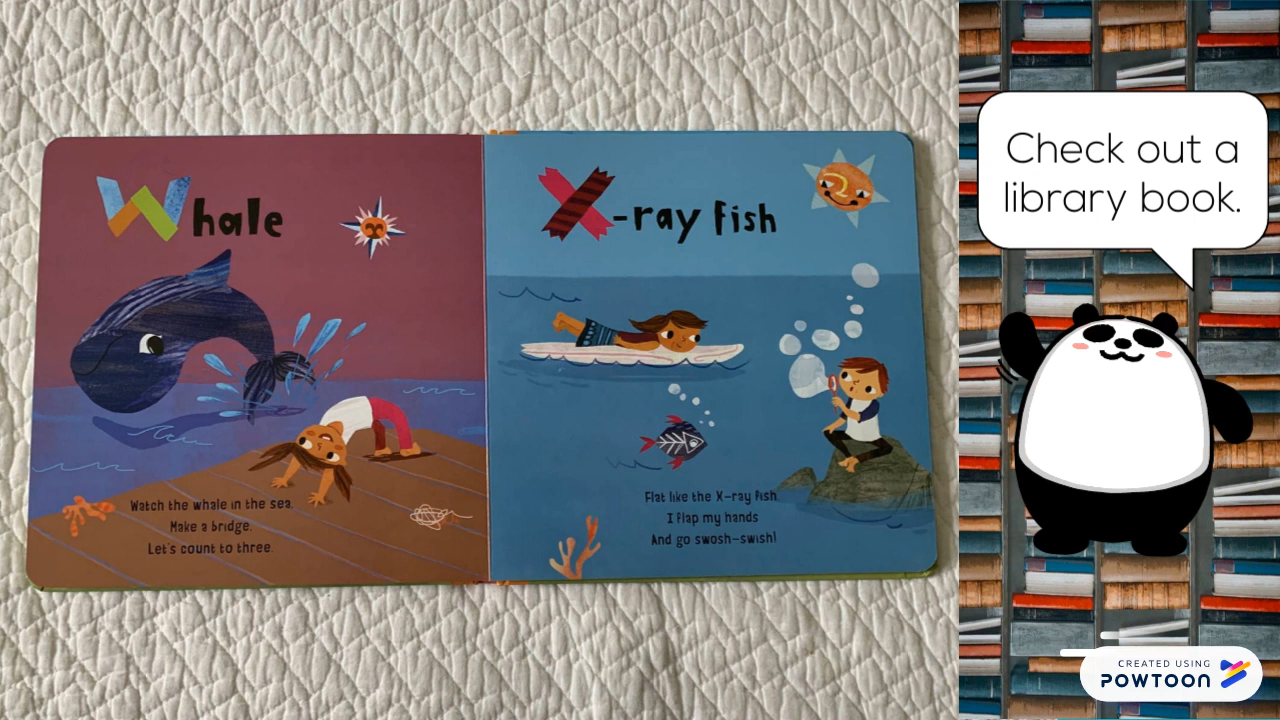 Whale
Watch the whale in the sea.
Make a bridge.
Let's count to three.
X-ray fish
Flat like the X-ray fish.
I flap my hands
And go swosh-swish!
Check out a
library book.
CREATED USING
POWTOON